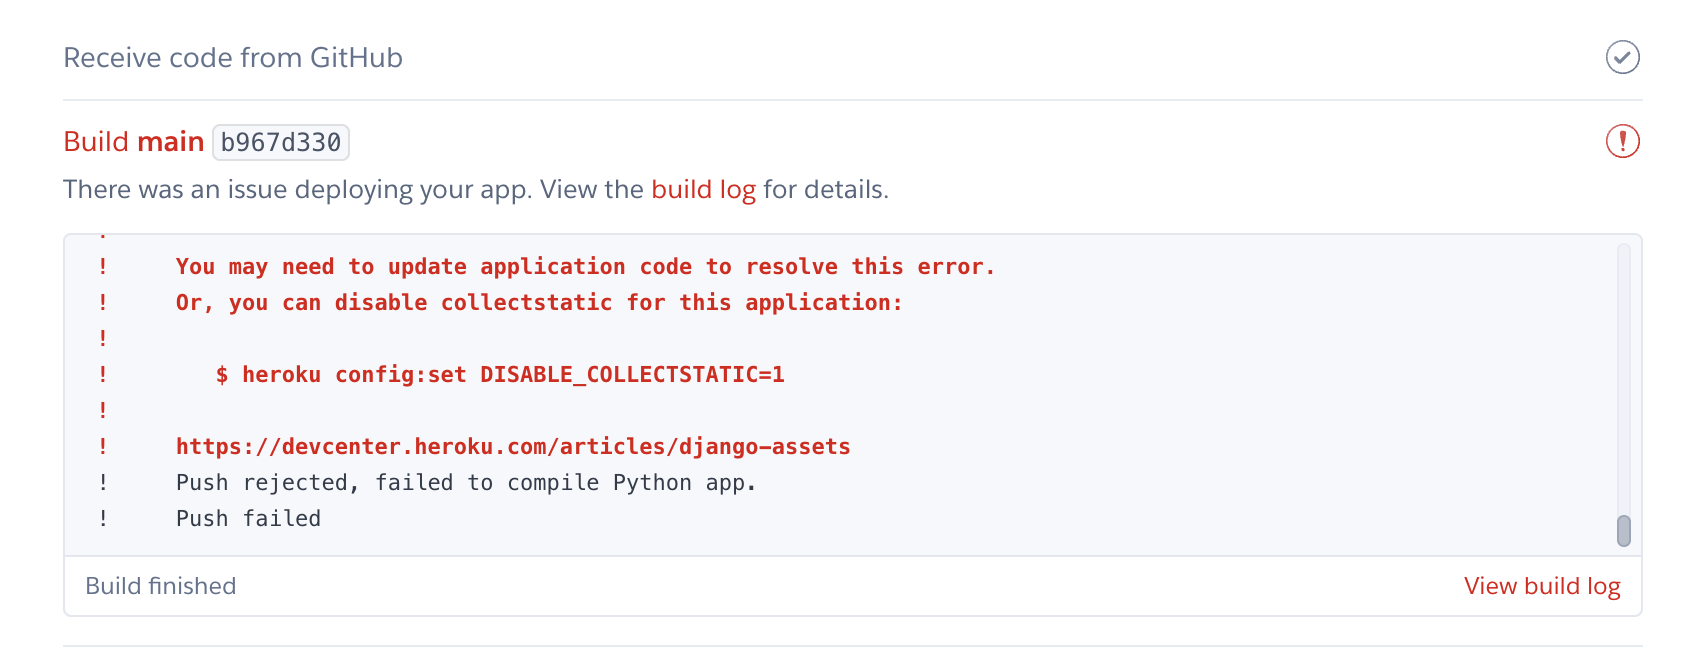 Receive code from GitHub
Build main b967d330
There was an issue deploying your app. View the build log for details.
!
! You may need to update application code to resolve this error.
! Or, you can disable collectstatic for this application:
!
! $ heroku config:set DISABLE_COLLECTSTATIC=1
!
! https://devcenter.heroku.com/articles/django-assets
! Push rejected, failed to compile Python app.
! Push failed
Build finished
View build log